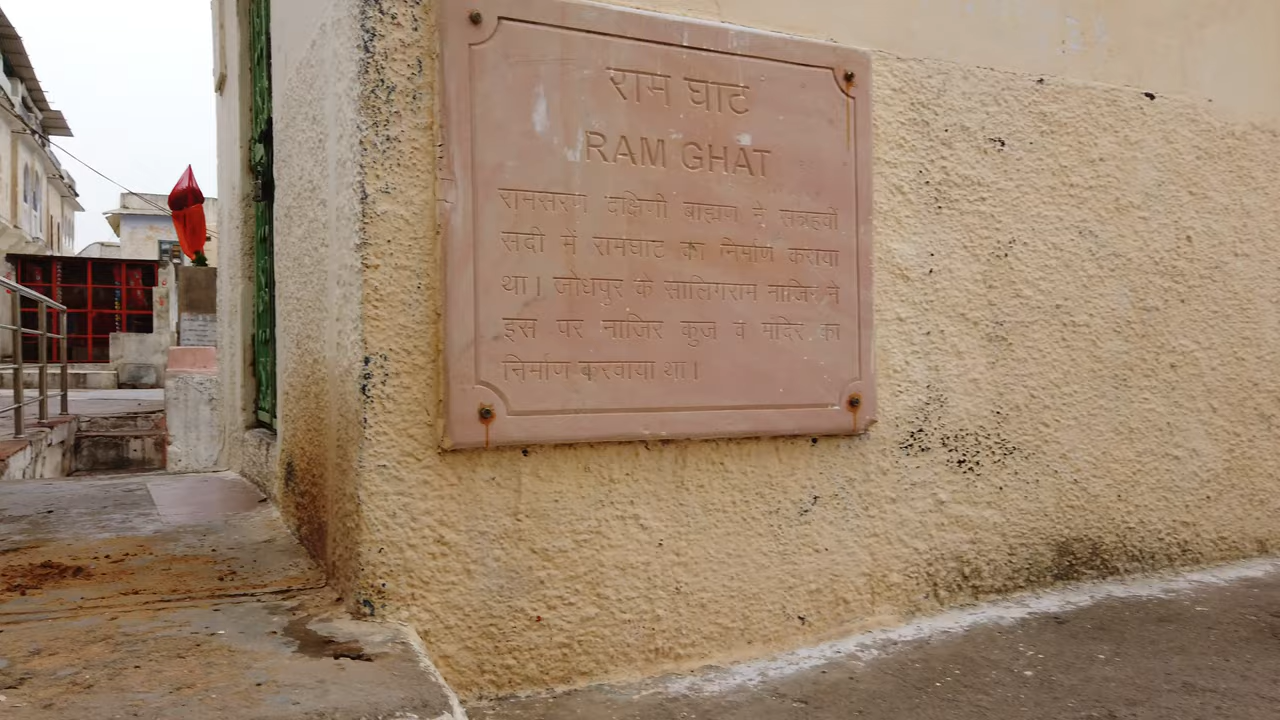 राम घाट
RAM GHAT
रामसरण दक्षिणी ब्राह्मण ने सत्रहवीं
सदी में रामघाट का निर्माण कराया
था। जोधपुर के सालिगराम नाजिर ने
इस पर नाजिर कुज व मंदिर का
निर्माण करवाया था।